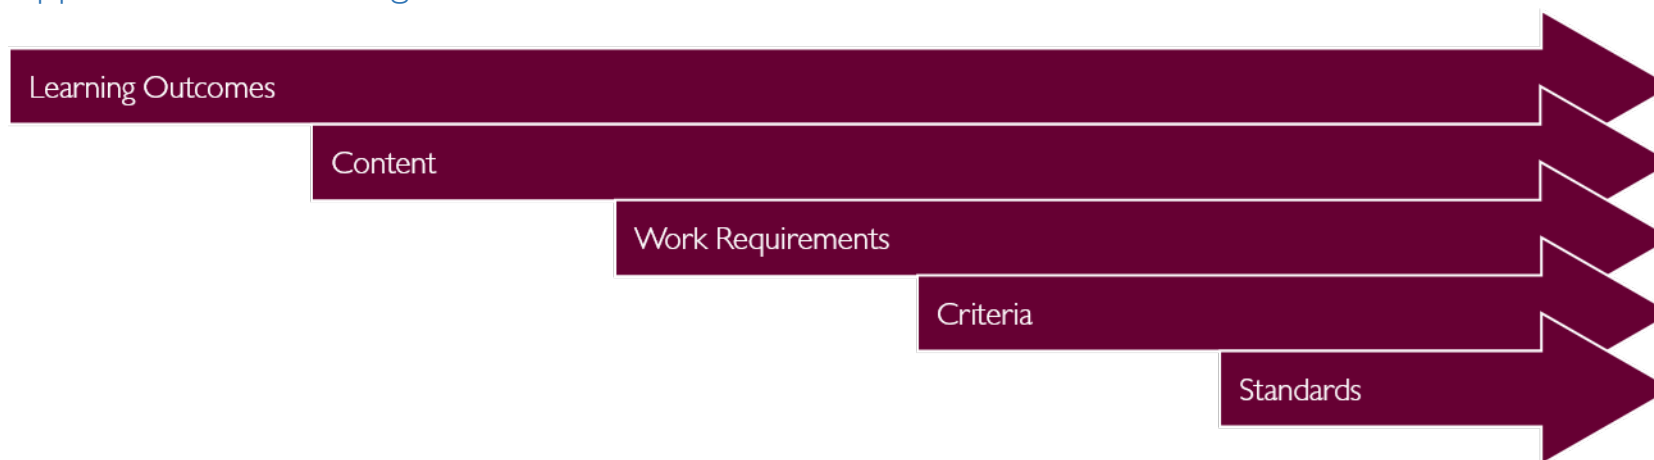 Learning Outcomes
Content
Work Requirements
Criteria
Standards